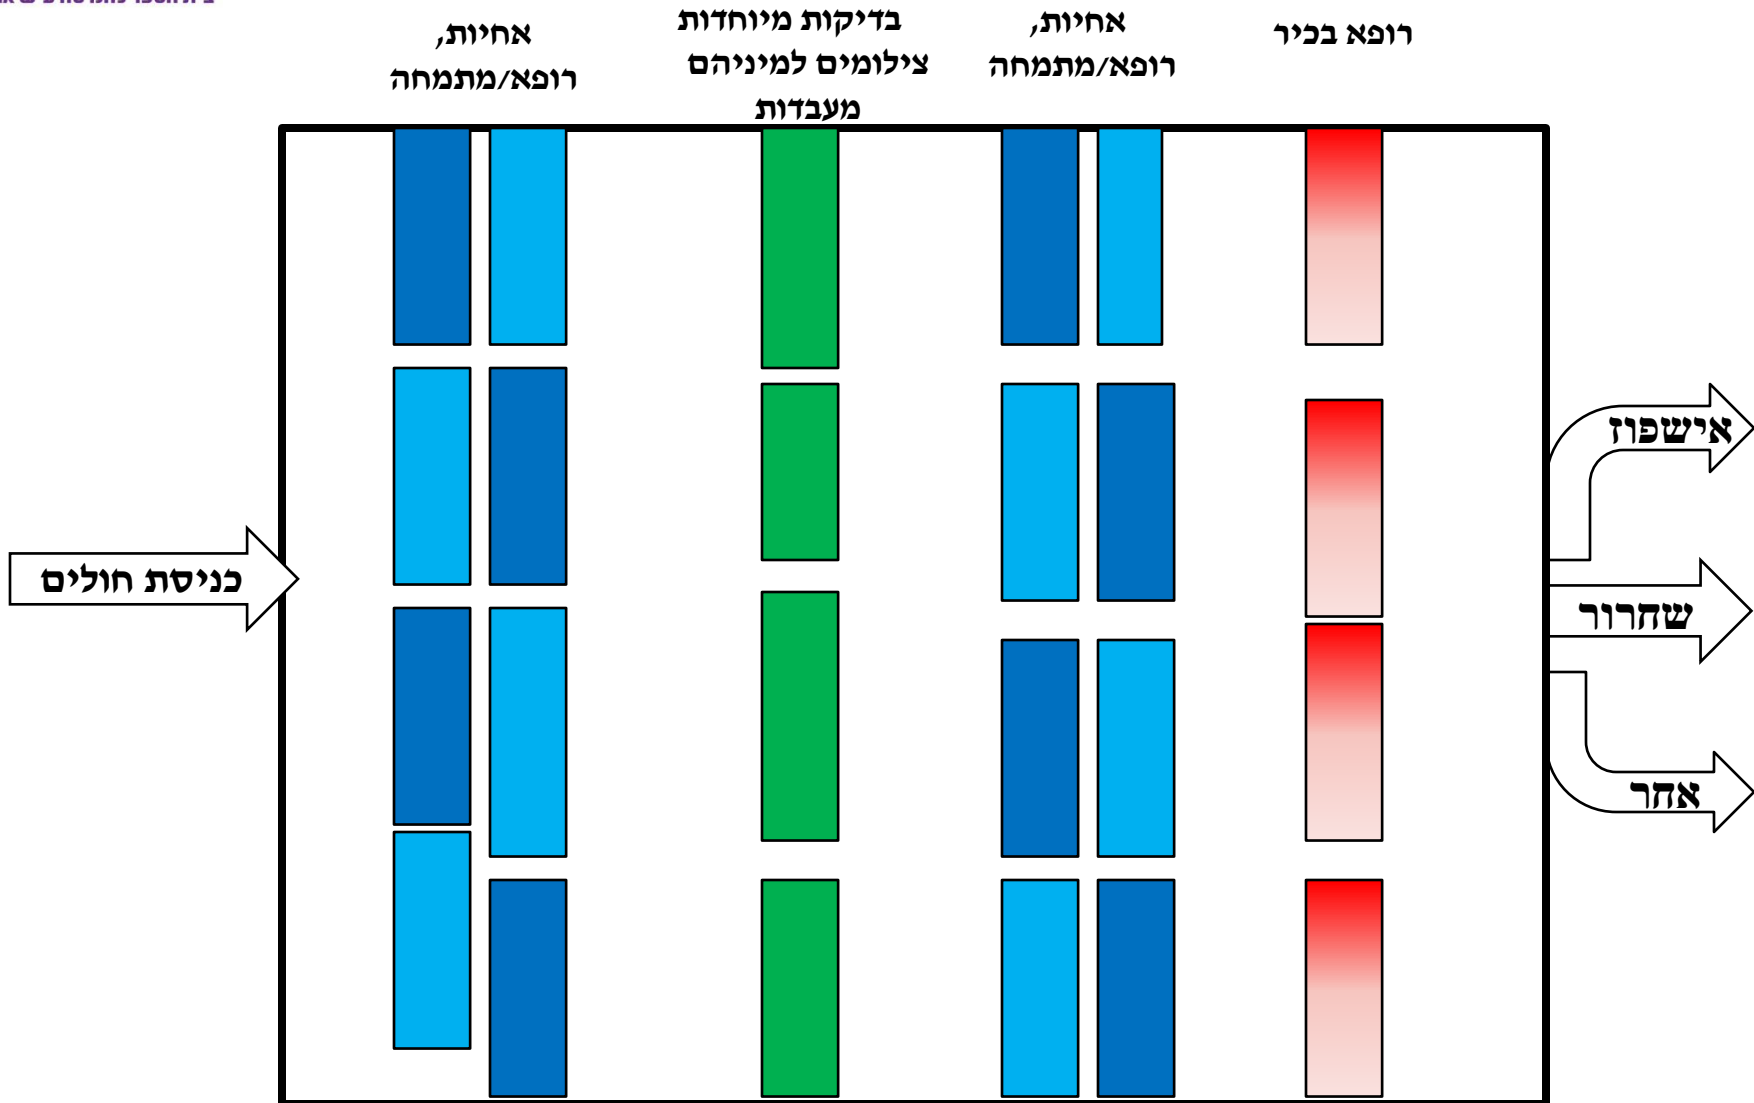 אחיות,
רופא/מתמחה
בדיקות מיוחדות
צילומים למיניהם
מעבדות
אחיות,
רופא/מתמחה
רופא בכיר
כניסת חולים
אישפוז
שחרור
אחר